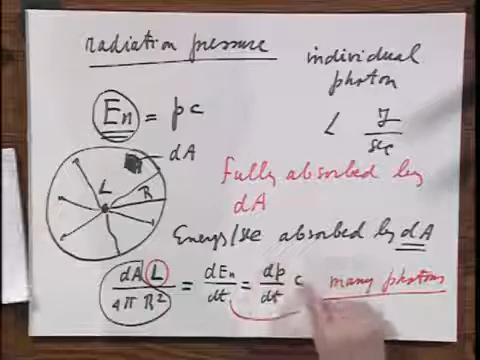 radiation pressure
individual
photon
En = pc
L J/sec
dA
L
R
Fully absorbed by
dA
Energy/sec absorbed by dA
dA L / 4π R² = dEn/dt = dp/dt c
many photons